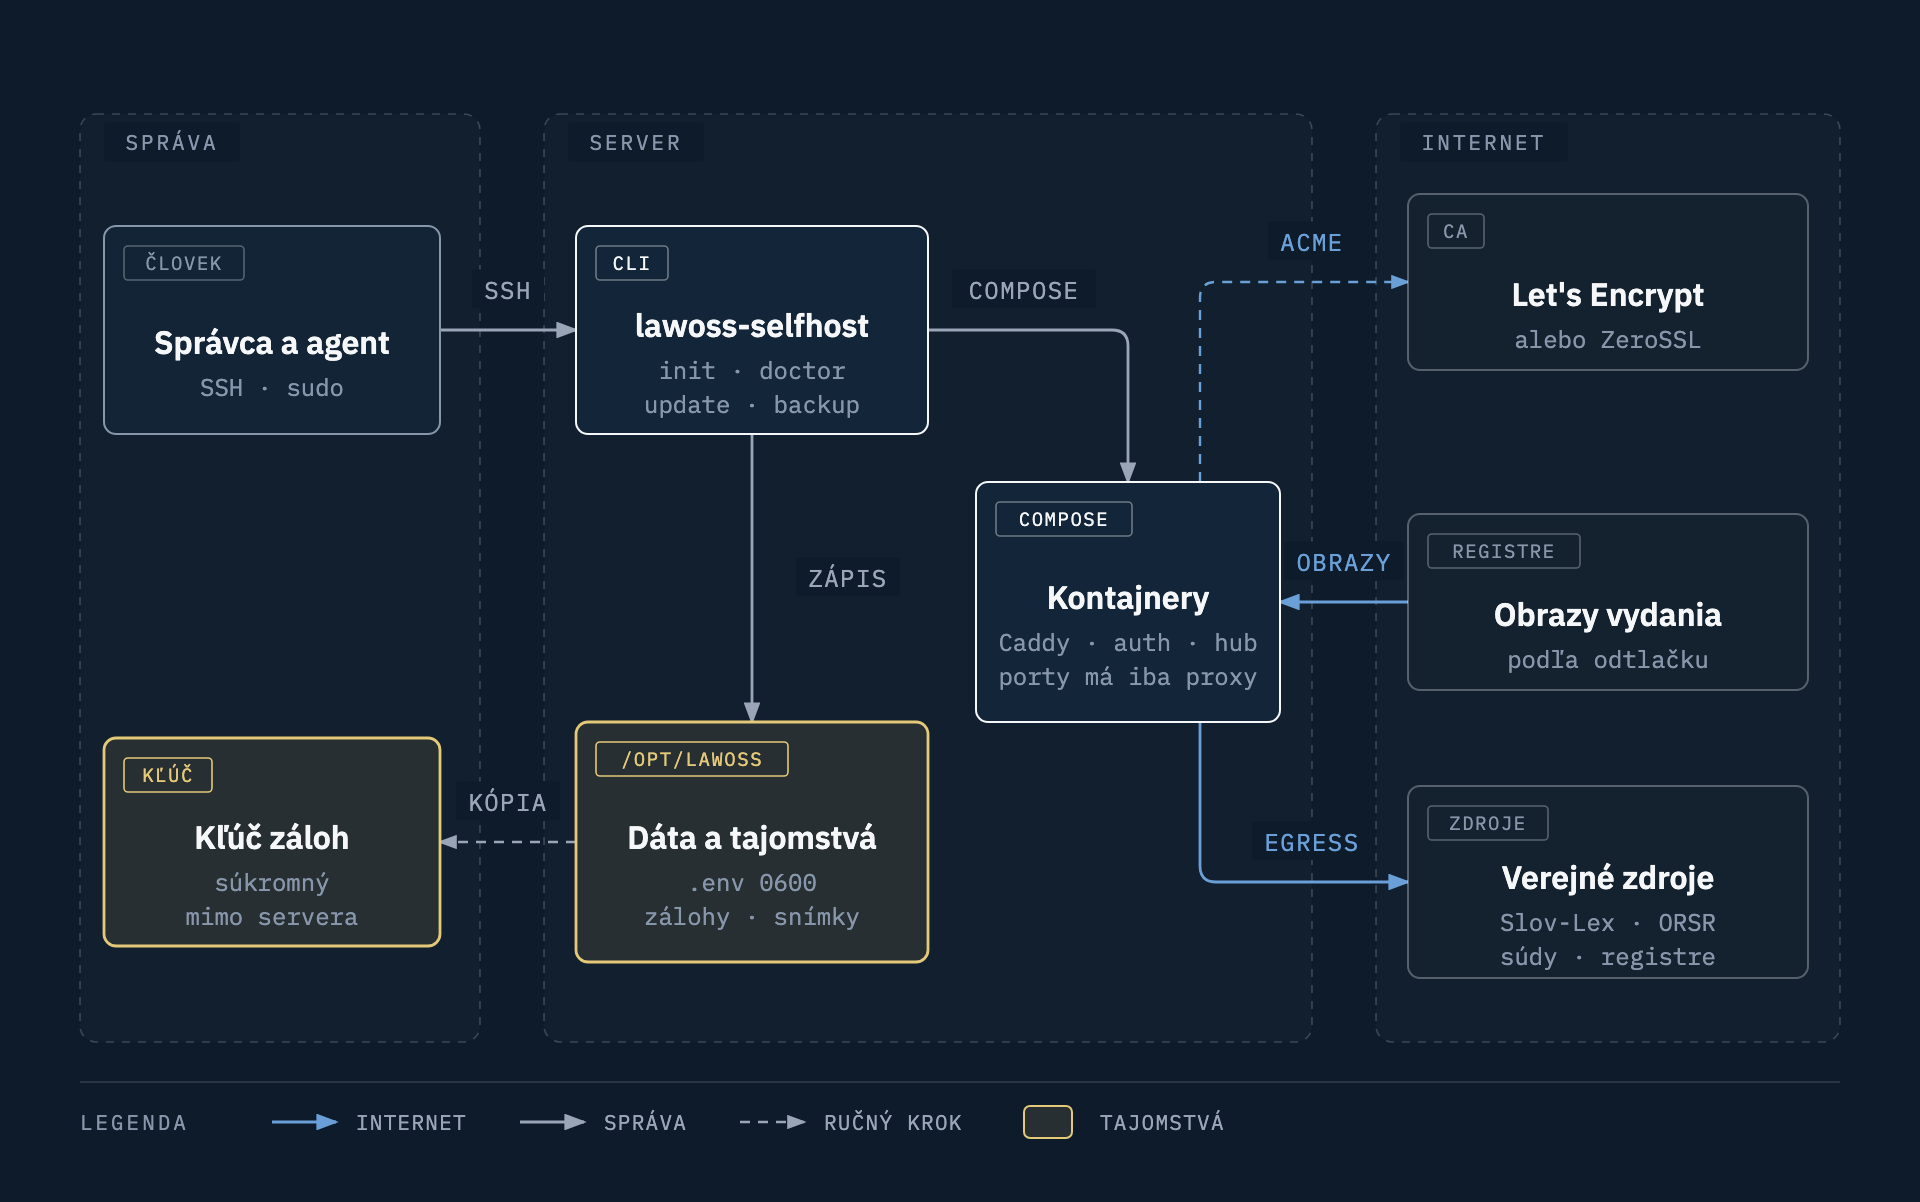 SPRÁVA
ČLOVEK
Správca a agent
SSH · sudo
KĽÚČ
Kľúč záloh
súkromný
mimo servera
SSH
KÓPIA
SERVER
CLI
lawoss-selfhost
init · doctor
update · backup
COMPOSE
ZÁPIS
/OPT/LAWOSS
Dáta a tajomstvá
.env 0600
zálohy · snímky
COMPOSE
Kontajnery
Caddy · auth · hub
porty má iba proxy
ACME
OBRAZY
EGRESS
INTERNET
CA
Let's Encrypt
alebo ZeroSSL
REGISTRE
Obrazy vydania
podľa odtlačku
ZDROJE
Verejné zdroje
Slov-Lex · ORSR
súdy · registre
LEGENDA
INTERNET
SPRÁVA
RUČNÝ KROK
TAJOMSTVÁ